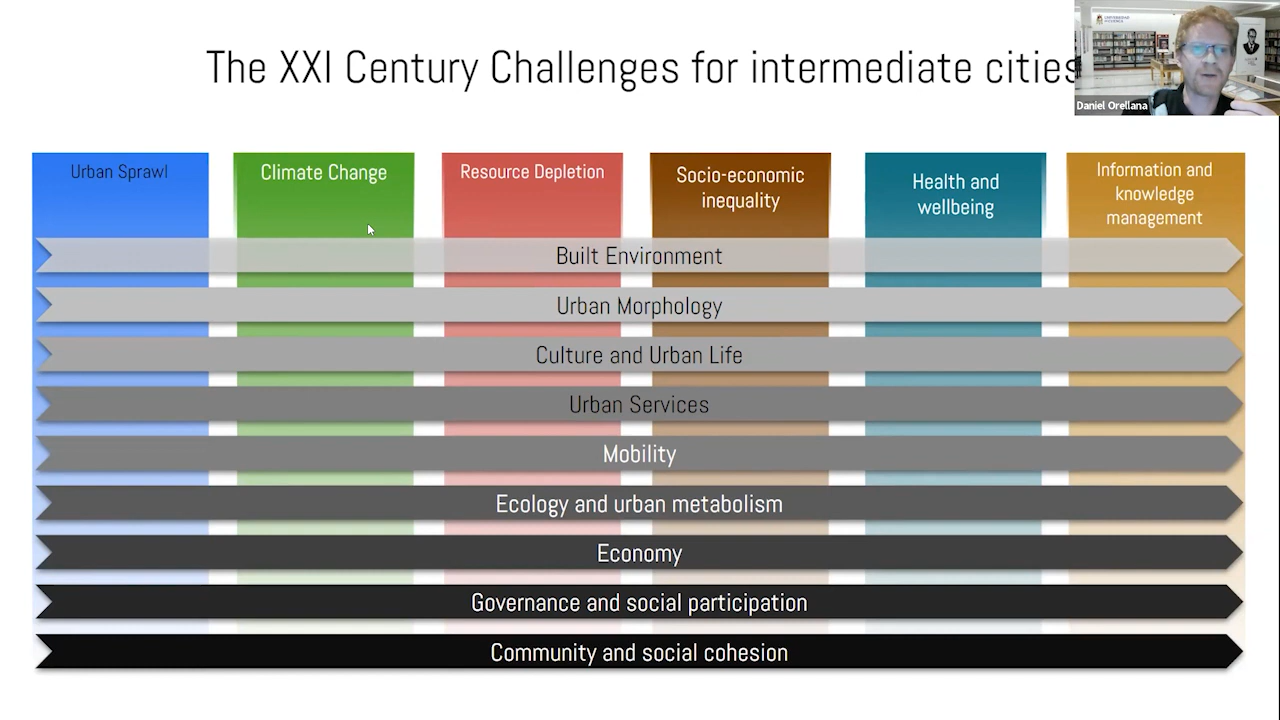 The XXI Century Challenges for intermediate cities
UNIVERSIDAD
Daniel Orellana
Urban Sprawl
Climate Change
Resource Depletion
Socio-economic
inequality
Health and
wellbeing
Information and
knowledge
management
Built Environment
Urban Morphology
Culture and Urban Life
Urban Services
Mobility
Ecology and urban metabolism
Economy
Governance and social participation
Community and social cohesion